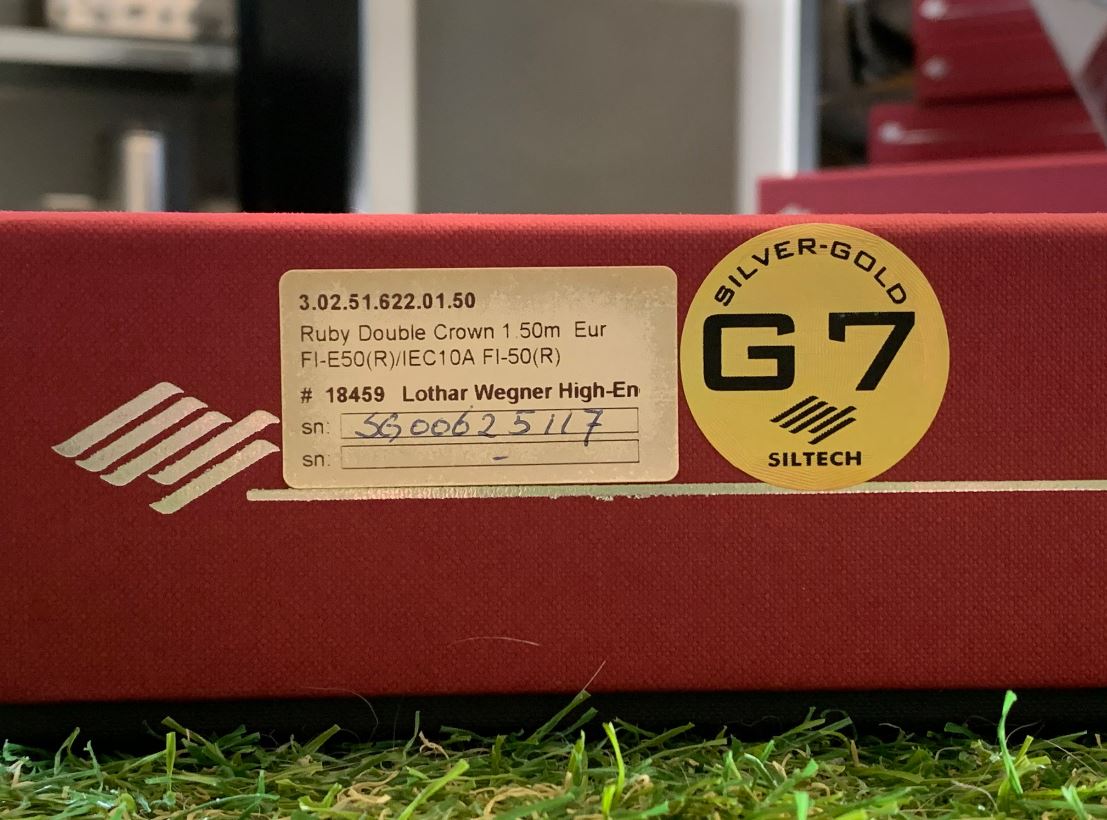 3.02.51.622.01.50
Ruby Double Crown 1.50m Eur
FI-E50(R)/IEC10A FI-50(R)
# 18459 Lothar Wegner High-En
sn: SG00625117
sn: -
SILVER-GOLD
G7
SILTECH